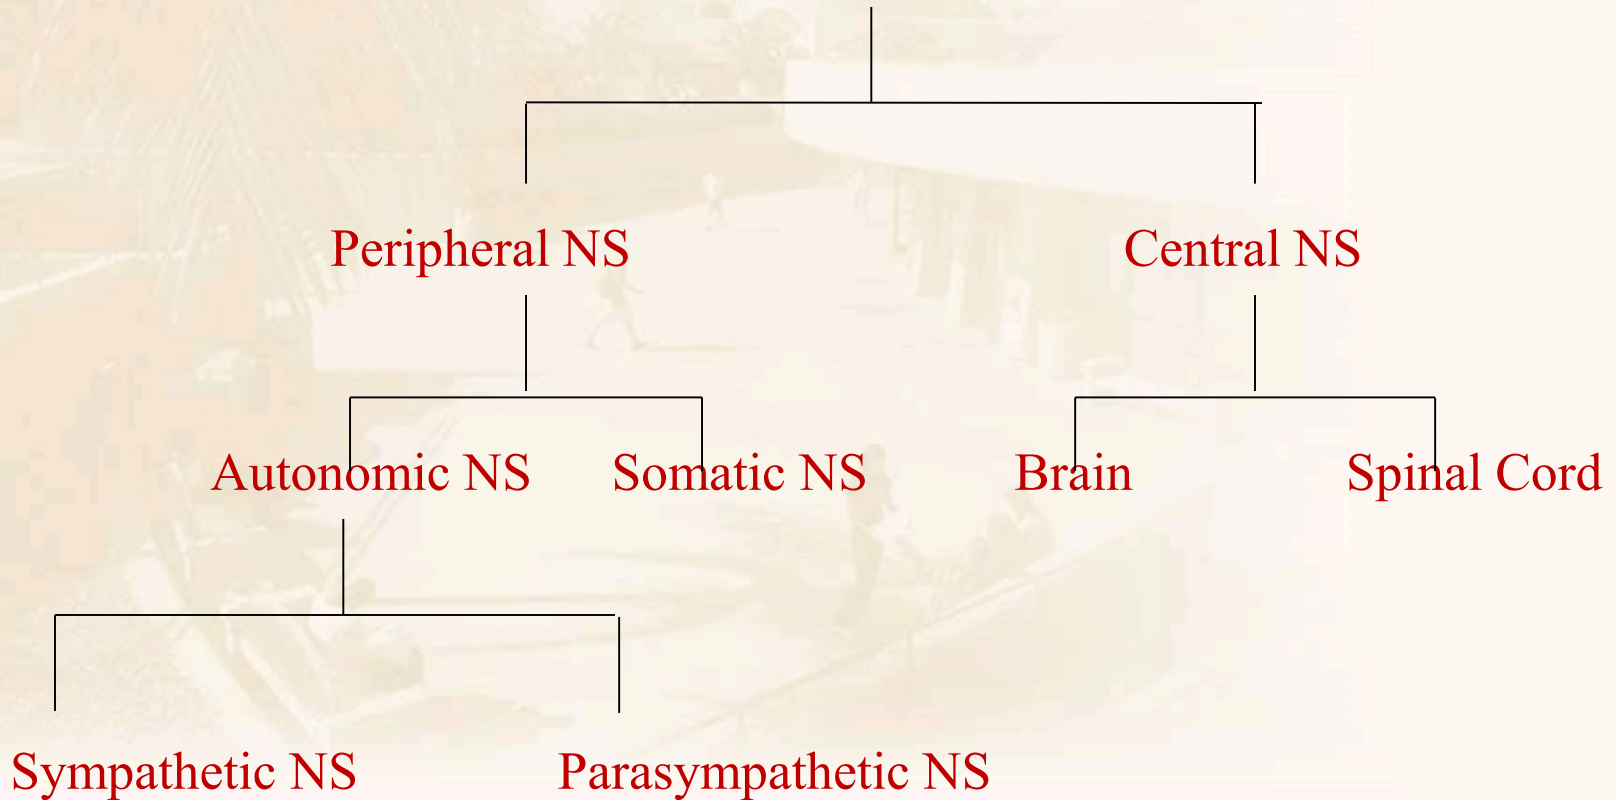 Peripheral NS
Central NS
Autonomic NS
Somatic NS
Brain
Spinal Cord
Sympathetic NS
Parasympathetic NS